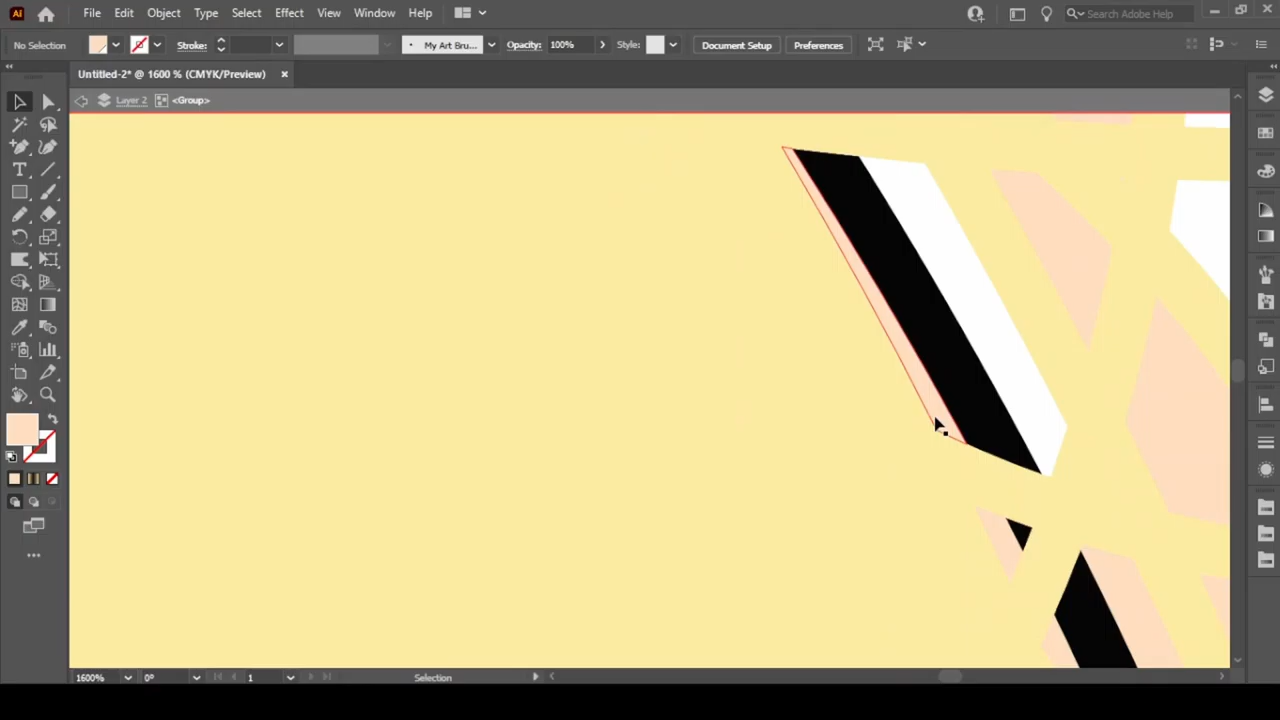 Ai File Edit Object Type Select Effect View Window Help Search Adobe Help
No Selection Stroke: My Art Bru... Opacity: 100% Style: Document Setup Preferences
Untitled-2* @ 1600 % (CMYK/Preview)
Layer 2 <Group>
1600% 0° 1 Selection